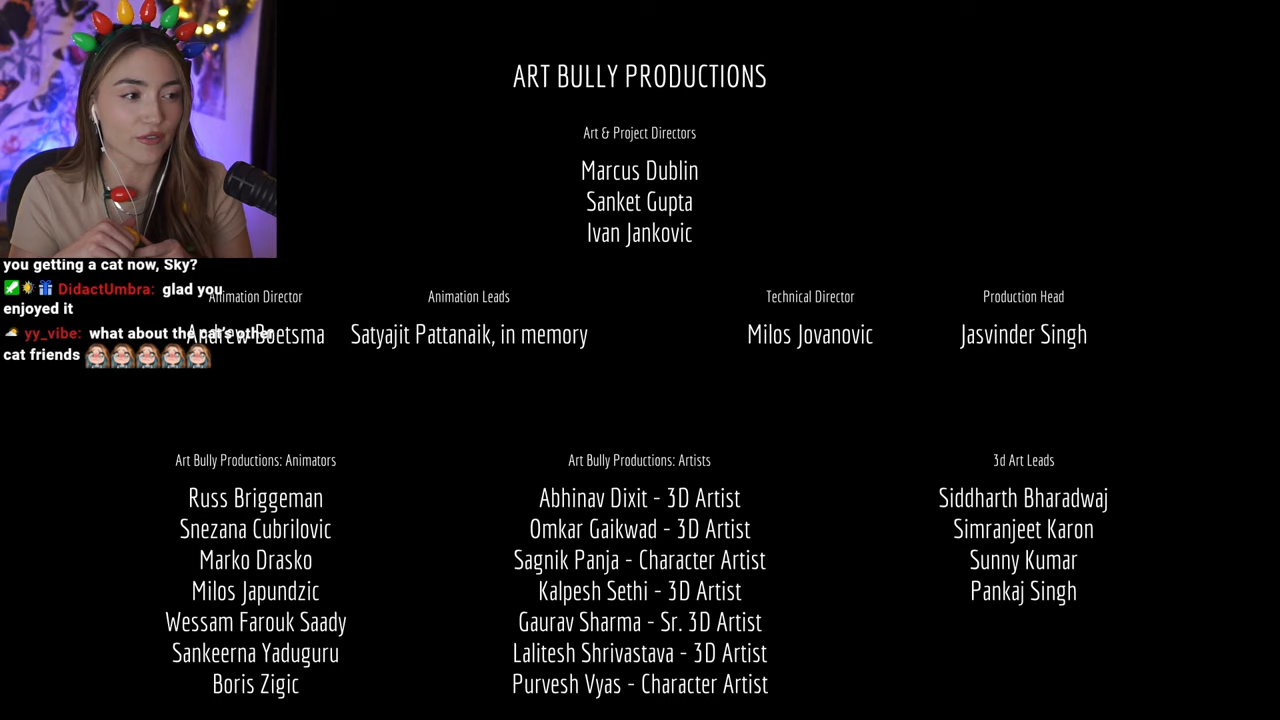 ART BULLY PRODUCTIONS
Art & Project Directors
Marcus Dublin
Sanket Gupta
Ivan Jankovic
you getting a cat now, Sky?
DidactUmbra: glad you
enjoyed it
yy_vibe: what about the cat's other
cat friends
Animation Director
Andrew Boetsma
Animation Leads
Satyajit Pattanaik, in memory
Technical Director
Milos Jovanovic
Production Head
Jasvinder Singh
Art Bully Productions: Animators
Russ Briggeman
Snezana Cubrilovic
Marko Drasko
Milos Japundzic
Wessam Farouk Saady
Sankeerna Yaduguru
Boris Zigic
Art Bully Productions: Artists
Abhinav Dixit - 3D Artist
Omkar Gaikwad - 3D Artist
Sagnik Panja - Character Artist
Kalpesh Sethi - 3D Artist
Gaurav Sharma - Sr. 3D Artist
Lalitesh Shrivastava - 3D Artist
Purvesh Vyas - Character Artist
3d Art Leads
Siddharth Bharadwaj
Simranjeet Karon
Sunny Kumar
Pankaj Singh